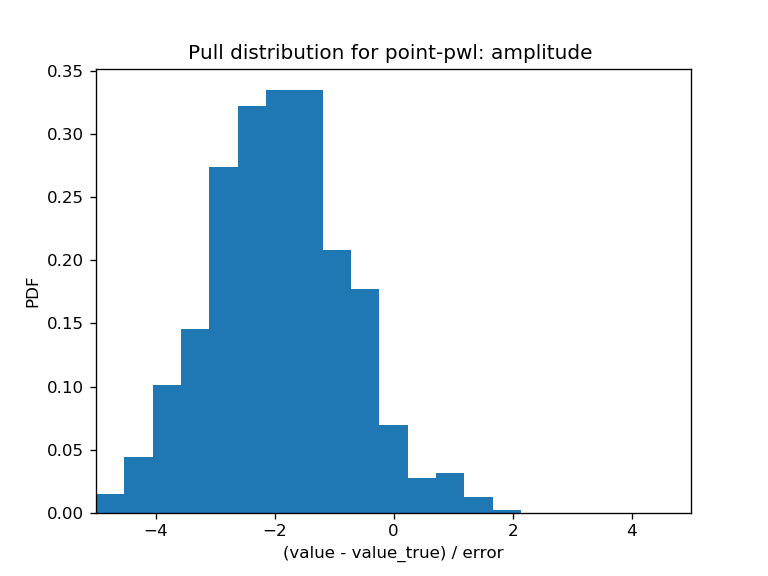 Pull distribution for point-pwl: amplitude
0.35
0.30
0.25
0.20
0.15
0.10
0.05
0.00
PDF
−4 −2 0 2 4
(value - value_true) / error